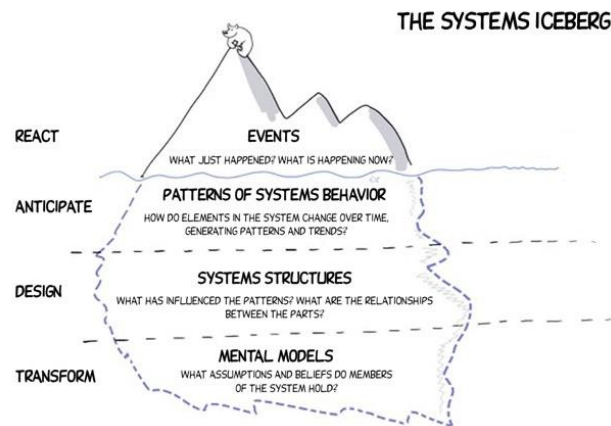 THE SYSTEMS ICEBERG
REACT
EVENTS
WHAT JUST HAPPENED? WHAT IS HAPPENING NOW?
ANTICIPATE
PATTERNS OF SYSTEMS BEHAVIOR
HOW DO ELEMENTS IN THE SYSTEM CHANGE OVER TIME,
GENERATING PATTERNS AND TRENDS?
DESIGN
SYSTEMS STRUCTURES
WHAT HAS INFLUENCED THE PATTERNS? WHAT ARE THE RELATIONSHIPS
BETWEEN THE PARTS?
TRANSFORM
MENTAL MODELS
WHAT ASSUMPTIONS AND BELIEFS DO MEMBERS
OF THE SYSTEM HOLD?